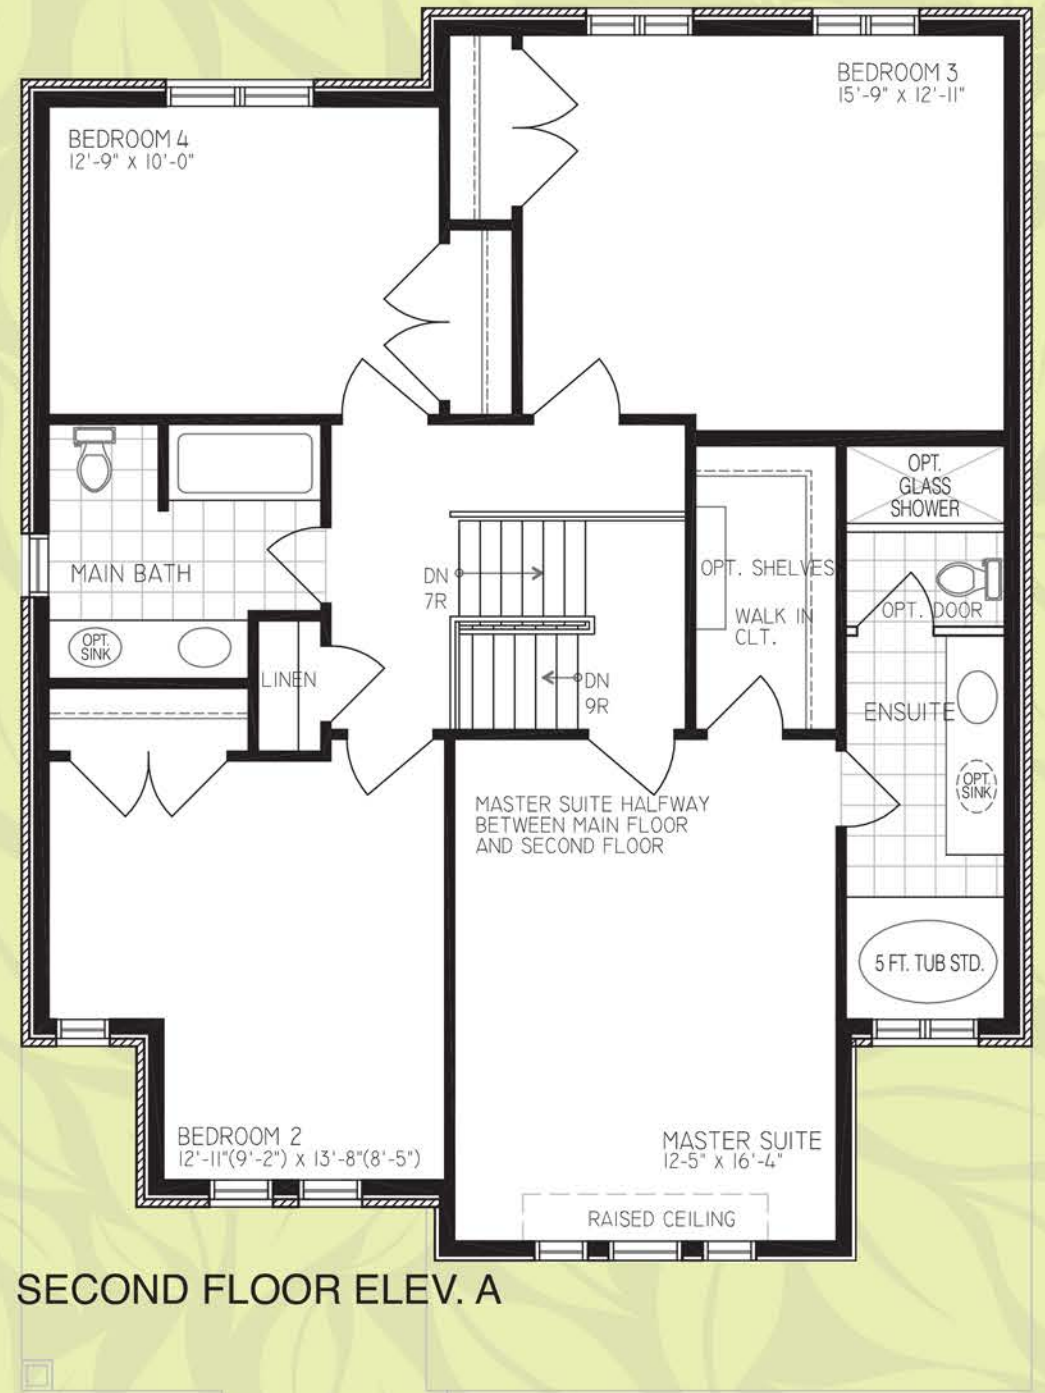 BEDROOM 3
15'-9" X 12'-11"
BEDROOM 4
12'-9" X 10'-0"
OPT.
GLASS
SHOWER
MAIN BATH
DN
7R
OPT. SHELVES
WALK IN
CLT.
OPT. DOOR
OPT.
SINK
LINEN
DN
9R
ENSUITE
OPT.
SINK
MASTER SUITE HALFWAY
BETWEEN MAIN FLOOR
AND SECOND FLOOR
5 FT. TUB STD.
BEDROOM 2
12'-11"(9'-2") X 13'-8"(8'-5")
MASTER SUITE
12-5" X 16'-4"
RAISED CEILING
SECOND FLOOR ELEV. A